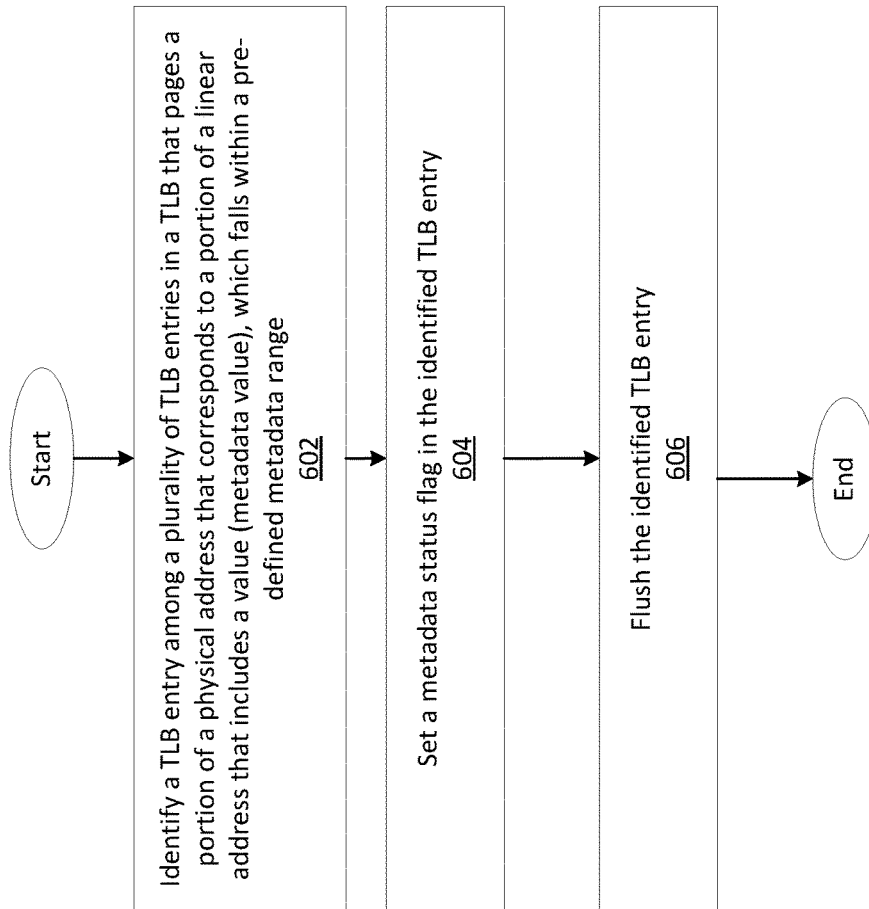 Start
Identify a TLB entry among a plurality of TLB entries in a TLB that pages a
portion of a physical address that corresponds to a portion of a linear
address that includes a value (metadata value), which falls within a pre-
defined metadata range
602
Set a metadata status flag in the identified TLB entry
604
Flush the identified TLB entry
606
End